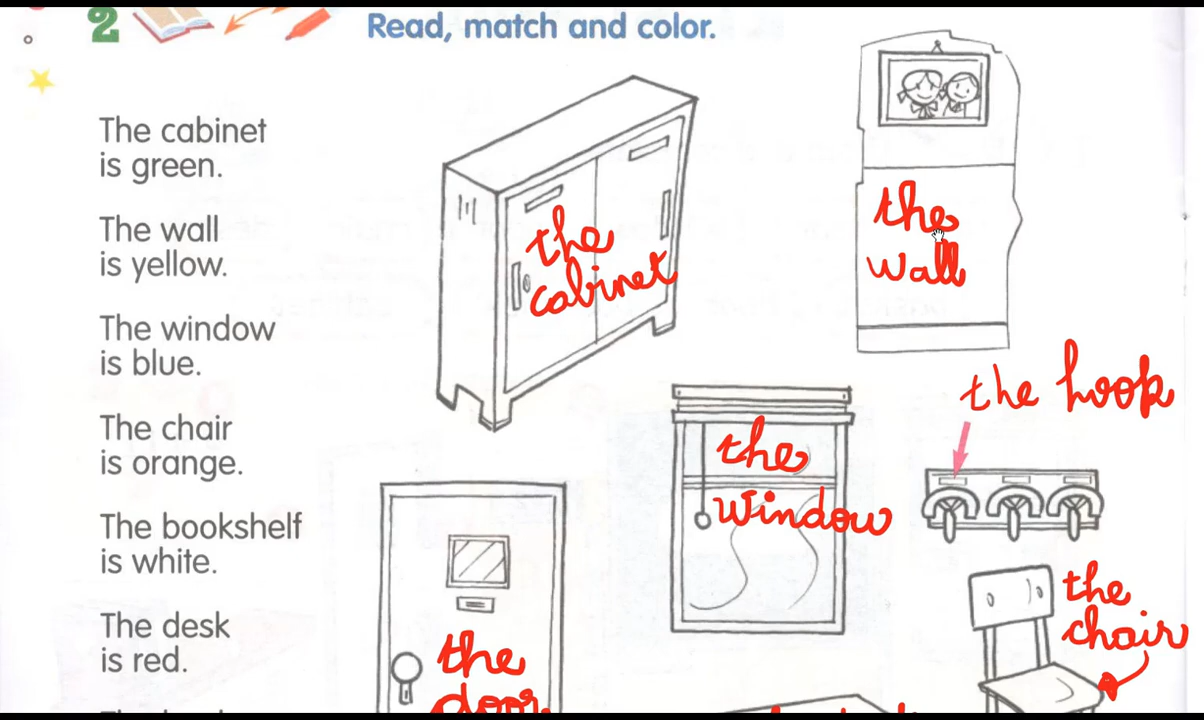 2
Read, match and color.
The cabinet
is green.
The wall
is yellow.
The window
is blue.
The chair
is orange.
The bookshelf
is white.
The desk
is red.
the
cabinet
the
wall
the hook
the
window
the
chair
the
door